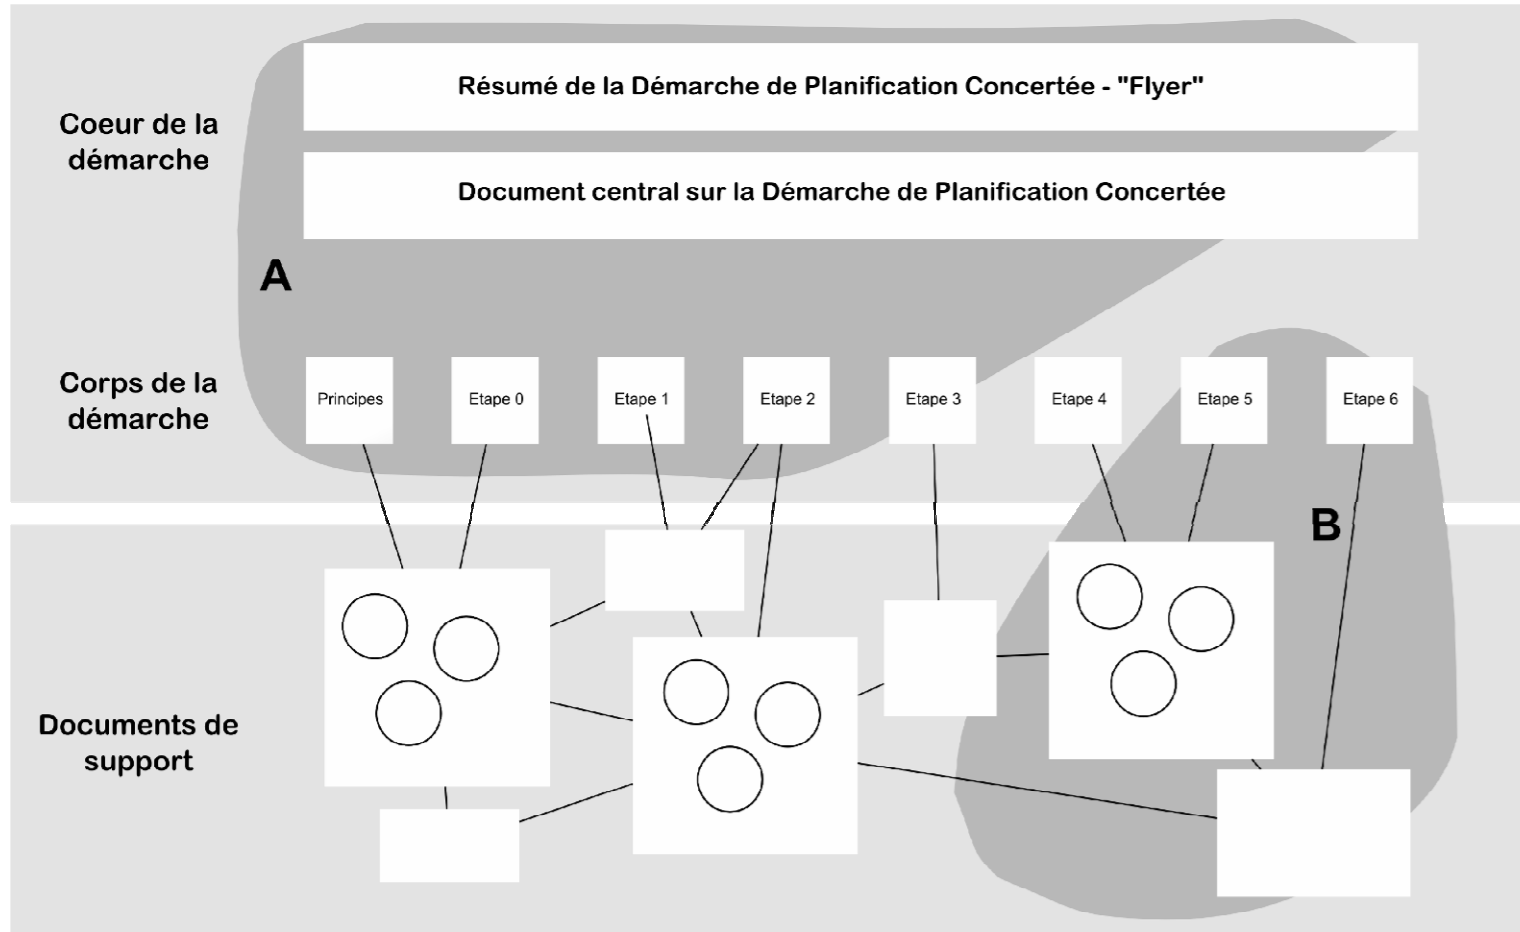 Résumé de la Démarche de Planification Concertée - "Flyer"
Coeur de la
démarche
Document central sur la Démarche de Planification Concertée
A
Corps de la
démarche
Principes
Etape 0
Etape 1
Etape 2
Etape 3
Etape 4
Etape 5
Etape 6
B
Documents de
support